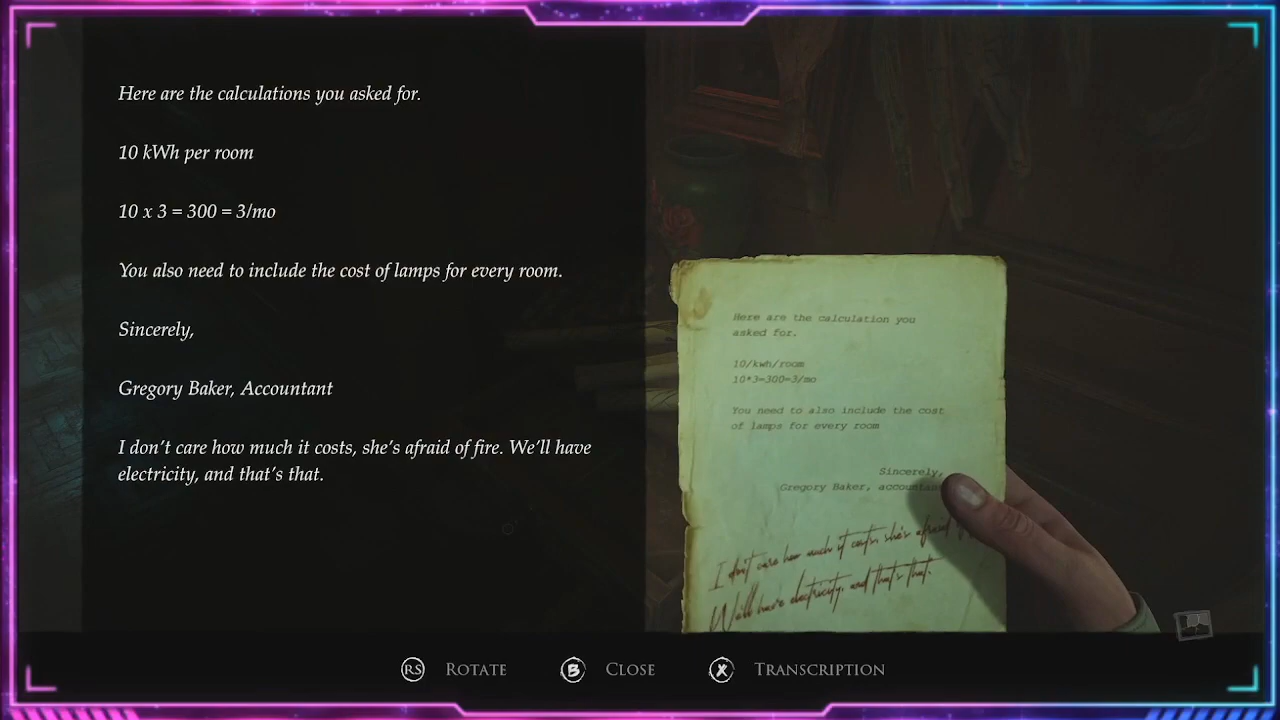 Here are the calculations you asked for.
10 kWh per room
10 x 3 = 300 = 3/mo
You also need to include the cost of lamps for every room.
Sincerely,
Gregory Baker, Accountant
I don't care how much it costs, she's afraid of fire. We'll have
electricity, and that's that.
Here are the calculation you
asked for.
10/kwh/room
10*3=300=3/mo
You need to also include the cost
of lamps for every room
Sincerely,
Gregory Baker,
I don't care how much it costs, she's afraid
We'll have electricity, and that's that.
RS ROTATE B CLOSE X TRANSCRIPTION